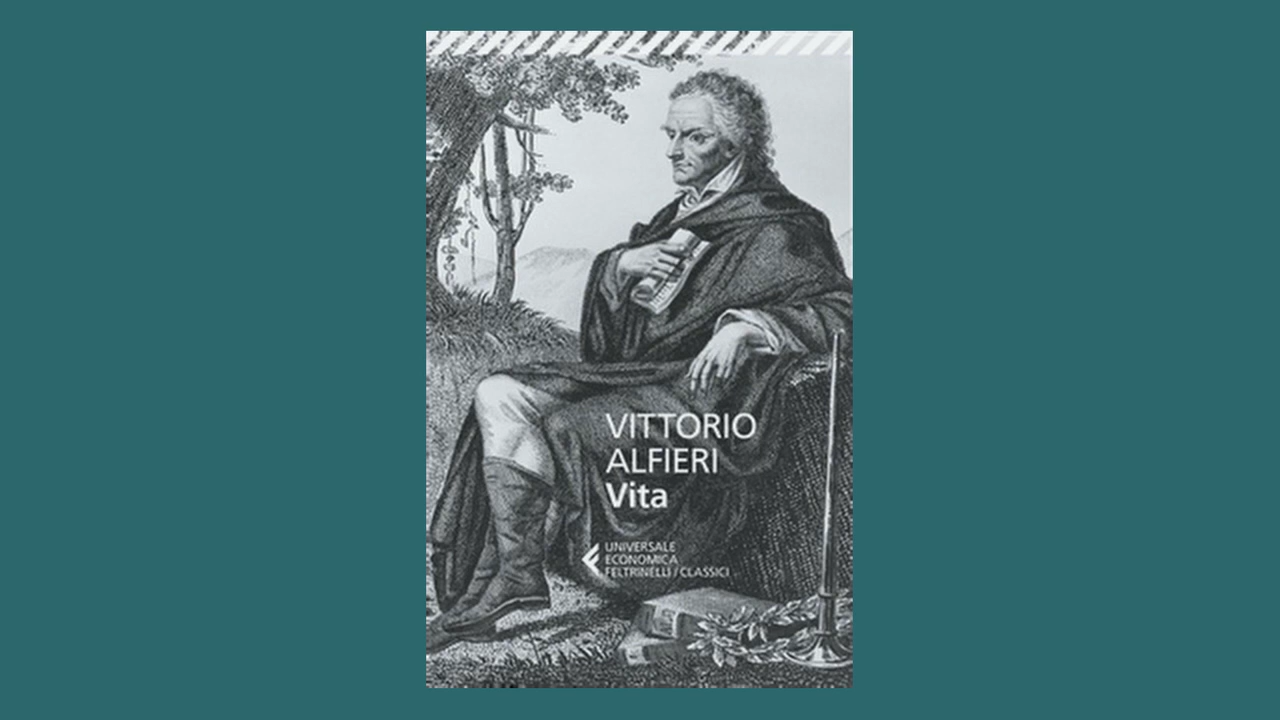 VITTORIO
ALFIERI
Vita
UNIVERSALE
ECONOMICA
FELTRINELLI / CLASSICI